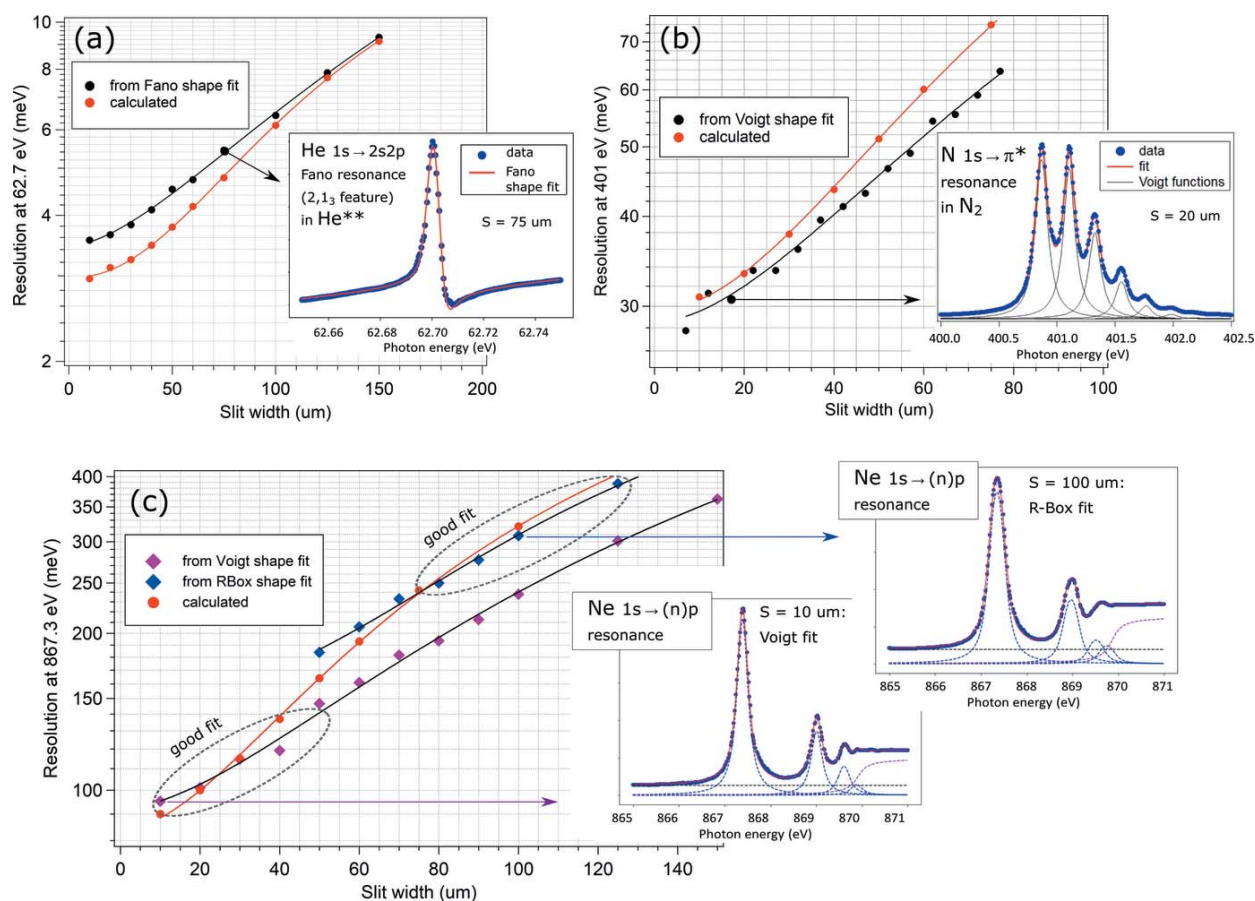 (a)
from Fano shape fit
calculated
Resolution at 62.7 eV (meV)
10
8
6
4
2
0
50
100
150
200
Slit width (um)
He 1s→2s2p
Fano resonance
(2,1₃ feature)
in He**
data
Fano
shape fit
S = 75 um
62.66
62.68
62.70
62.72
62.74
Photon energy (eV)
(b)
from Voigt shape fit
calculated
Resolution at 401 eV (meV)
70
60
50
40
30
0
20
40
60
80
100
Slit width (um)
N 1s→π*
resonance
in N₂
data
fit
Voigt functions
S = 20 um
400.0
400.5
401.0
401.5
402.0
402.5
Photon energy (eV)
(c)
from Voigt shape fit
from RBox shape fit
calculated
good fit
good fit
Resolution at 867.3 eV (meV)
400
350
300
250
200
150
100
0
20
40
60
80
100
120
140
Slit width (um)
Ne 1s→(n)p
resonance
S = 100 um:
R-Box fit
865
866
867
868
869
870
871
Photon energy (eV)
Ne 1s→(n)p
resonance
S = 10 um:
Voigt fit
865
866
867
868
869
870
871
Photon energy (eV)